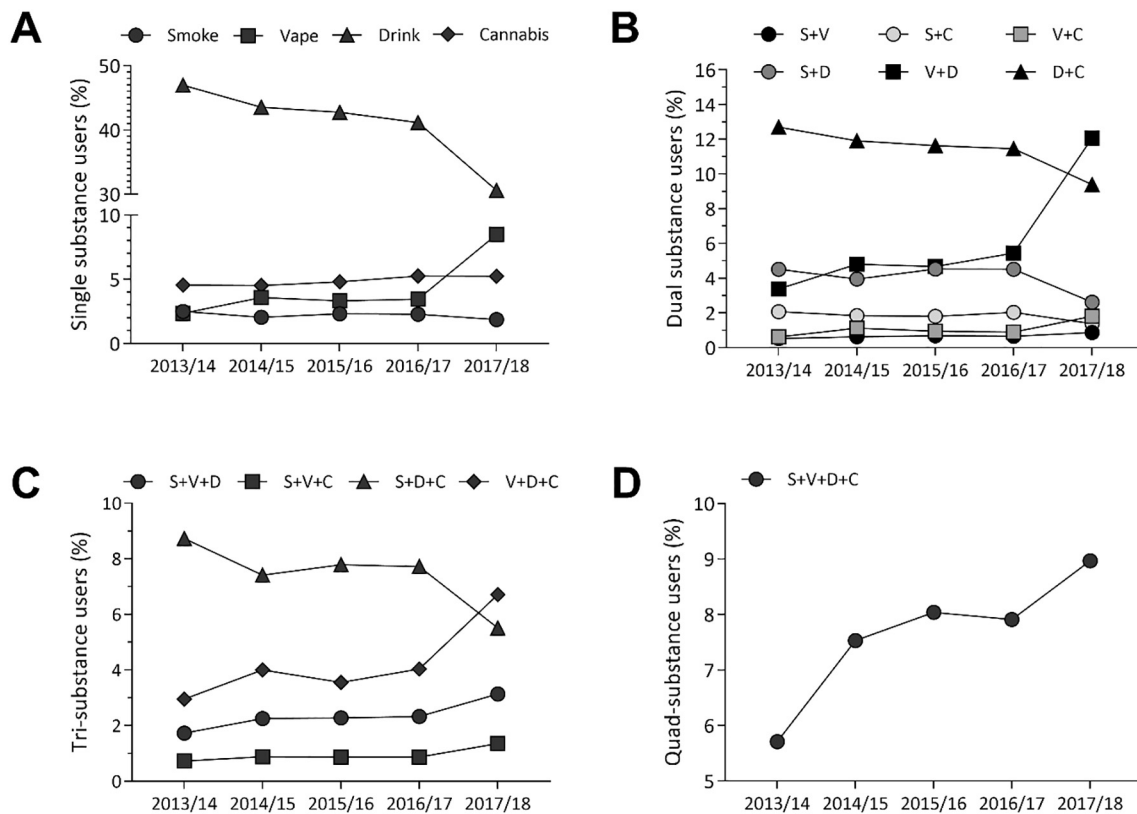 A
Smoke Vape Drink Cannabis
Single substance users (%)
50
40
30
10
5
0
2013/14 2014/15 2015/16 2016/17 2017/18
B
S+V S+C V+C
S+D V+D D+C
Dual substance users (%)
16
14
12
10
8
6
4
2
0
2013/14 2014/15 2015/16 2016/17 2017/18
C
S+V+D S+V+C S+D+C V+D+C
Tri-substance users (%)
10
8
6
4
2
0
2013/14 2014/15 2015/16 2016/17 2017/18
D
S+V+D+C
Quad-substance users (%)
10
9
8
7
6
5
2013/14 2014/15 2015/16 2016/17 2017/18